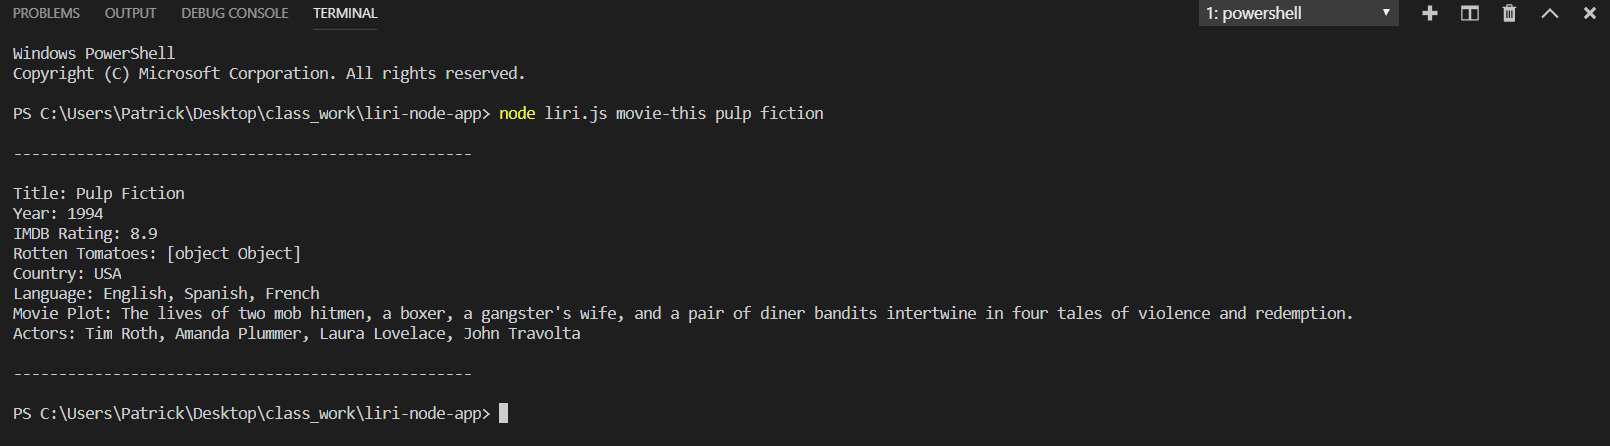 PROBLEMS OUTPUT DEBUG CONSOLE TERMINAL 1: powershell
Windows PowerShell
Copyright (C) Microsoft Corporation. All rights reserved.
PS C:\Users\Patrick\Desktop\class_work\liri-node-app> node liri.js movie-this pulp fiction
---------------------------------------------------
Title: Pulp Fiction
Year: 1994
IMDB Rating: 8.9
Rotten Tomatoes: [object Object]
Country: USA
Language: English, Spanish, French
Movie Plot: The lives of two mob hitmen, a boxer, a gangster's wife, and a pair of diner bandits intertwine in four tales of violence and redemption.
Actors: Tim Roth, Amanda Plummer, Laura Lovelace, John Travolta
---------------------------------------------------
PS C:\Users\Patrick\Desktop\class_work\liri-node-app>